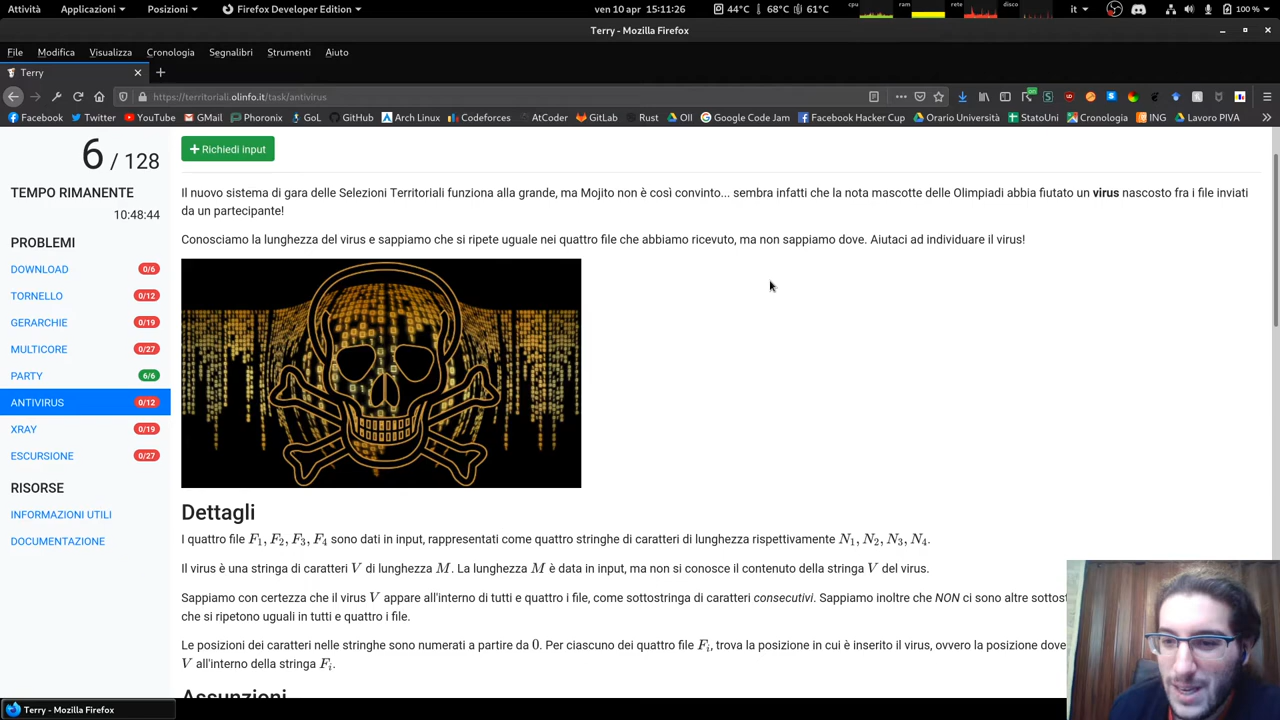 Attività Applicazioni Posizioni Firefox Developer Edition ven 10 apr 15:11:26 44°C 68°C 61°C cpu ram rete disco it 100 %
Terry - Mozilla Firefox
File Modifica Visualizza Cronologia Segnalibri Strumenti Aiuto
Terry
https://territoriali.olinfo.it/task/antivirus
Facebook Twitter YouTube GMail Phoronix GoL GitHub Arch Linux Codeforces AtCoder GitLab Rust OII Google Code Jam Facebook Hacker Cup Orario Università StatoUni Cronologia ING Lavoro PIVA
6 / 128
TEMPO RIMANENTE
10:48:44
PROBLEMI
DOWNLOAD 0/6
TORNELLO 0/12
GERARCHIE 0/19
MULTICORE 0/27
PARTY 6/6
ANTIVIRUS 0/12
XRAY 0/19
ESCURSIONE 0/27
RISORSE
INFORMAZIONI UTILI
DOCUMENTAZIONE
+ Richiedi input
Il nuovo sistema di gara delle Selezioni Territoriali funziona alla grande, ma Mojito non è così convinto... sembra infatti che la nota mascotte delle Olimpiadi abbia fiutato un virus nascosto fra i file inviati
da un partecipante!
Conosciamo la lunghezza del virus e sappiamo che si ripete uguale nei quattro file che abbiamo ricevuto, ma non sappiamo dove. Aiutaci ad individuare il virus!
Dettagli
I quattro file F1, F2, F3, F4 sono dati in input, rappresentati come quattro stringhe di caratteri di lunghezza rispettivamente N1, N2, N3, N4.
Il virus è una stringa di caratteri V di lunghezza M. La lunghezza M è data in input, ma non si conosce il contenuto della stringa V del virus.
Sappiamo con certezza che il virus V appare all'interno di tutti e quattro i file, come sottostringa di caratteri consecutivi. Sappiamo inoltre che NON ci sono altre sottost
che si ripetono uguali in tutti e quattro i file.
Le posizioni dei caratteri nelle stringhe sono numerati a partire da 0. Per ciascuno dei quattro file Fi, trova la posizione in cui è inserito il virus, ovvero la posizione dove
V all'interno della stringa Fi.
Assunzioni
Terry - Mozilla Firefox